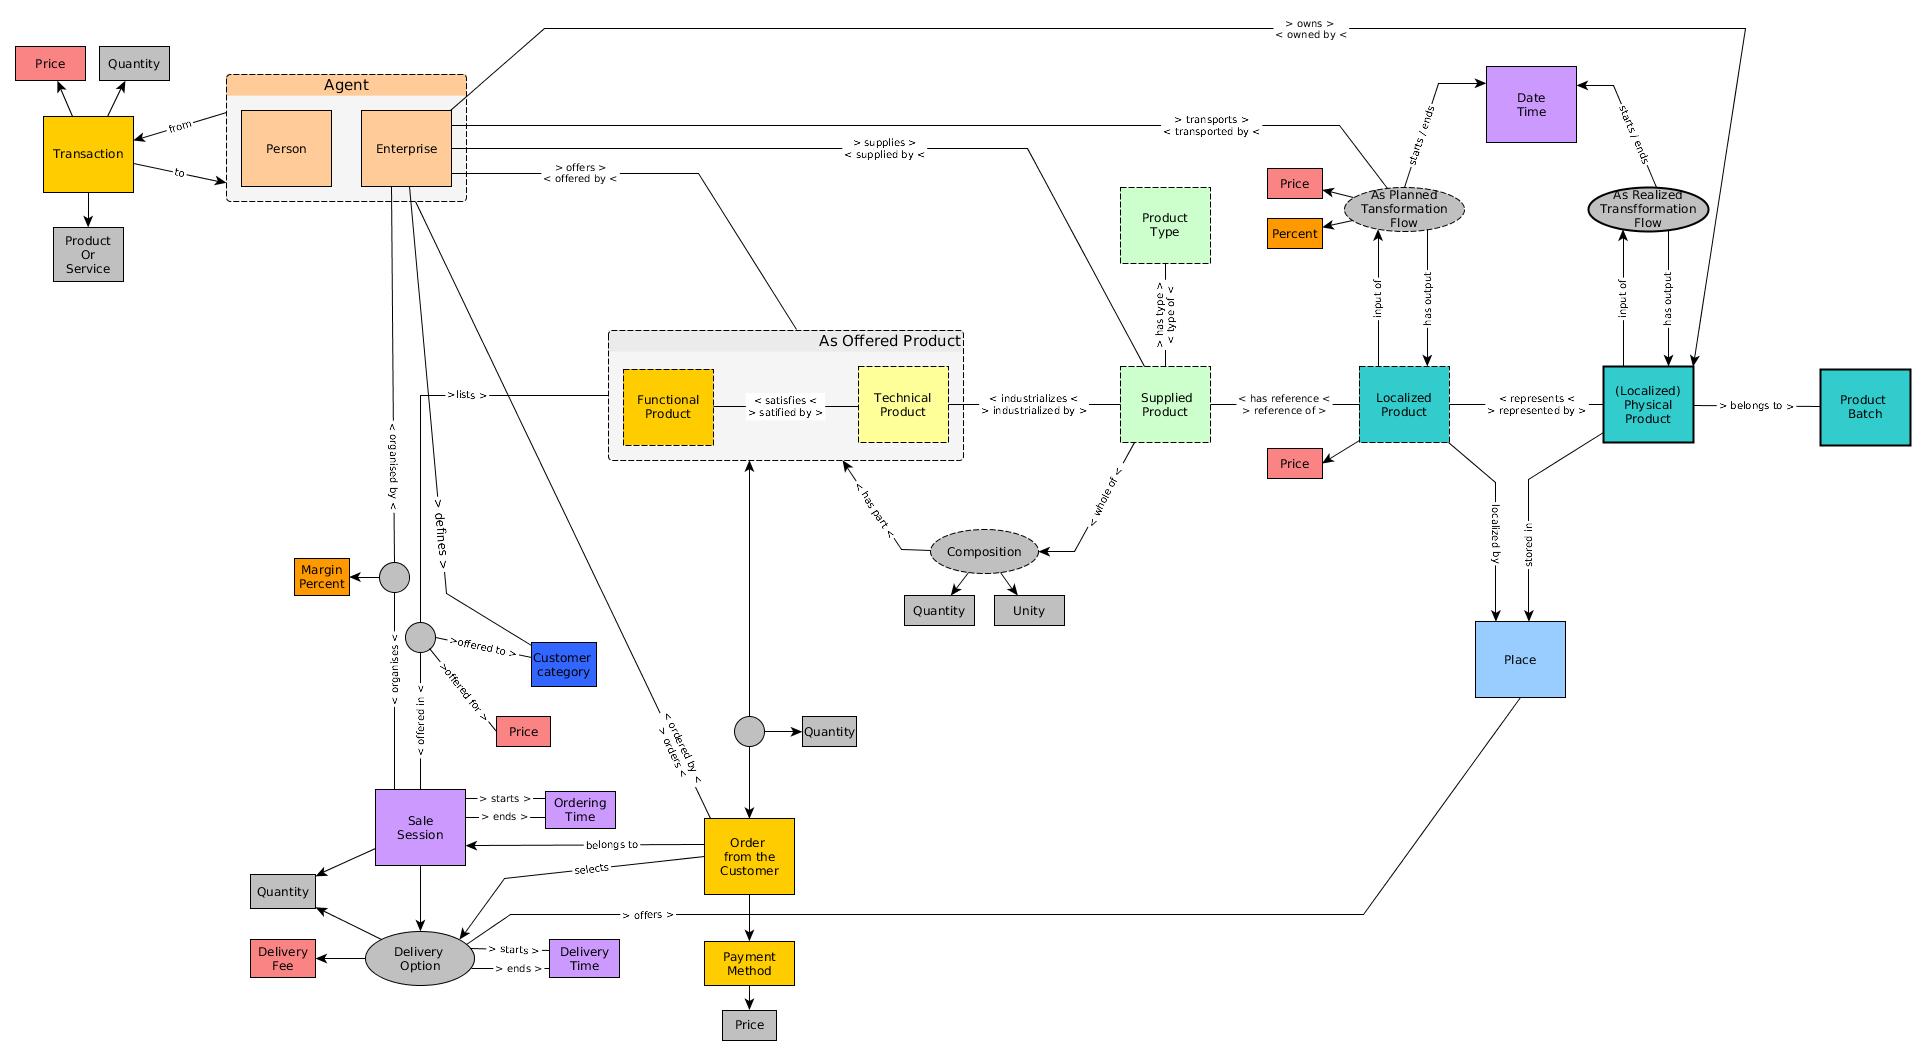 > owns >
< owned by <
Price
Quantity
Agent
Date
Time
from
Transaction
Person
Enterprise
to
> transports >
< transported by <
> supplies >
< supplied by <
> offers >
< offered by <
starts / ends
starts / ends
Product
Or
Service
Product
Type
Price
Percent
As Planned
Tansformation
Flow
As Realized
Transfformation
Flow
> has type >
< type of <
input of
has output
input of
has output
As Offered Product
>lists >
Functional
Product
< satisfies <
> satified by >
Technical
Product
< industrializes <
> industrialized by >
Supplied
Product
< has reference <
> reference of >
Localized
Product
< represents <
> represented by >
(Localized)
Physical
Product
> belongs to >
Product
Batch
Price
< organised by <
> defines >
< has part <
< whole of <
localized by
stored in
Composition
Quantity
Unity
Margin
Percent
< organises <
>offered to >
Customer
category
>offered for >
< offered in <
Price
Place
< ordered by <
> orders <
Quantity
Sale
Session
> starts >
> ends >
Ordering
Time
belongs to
selects
Order
from the
Customer
Quantity
> offers >
Delivery
Fee
Delivery
Option
> starts >
> ends >
Delivery
Time
Payment
Method
Price